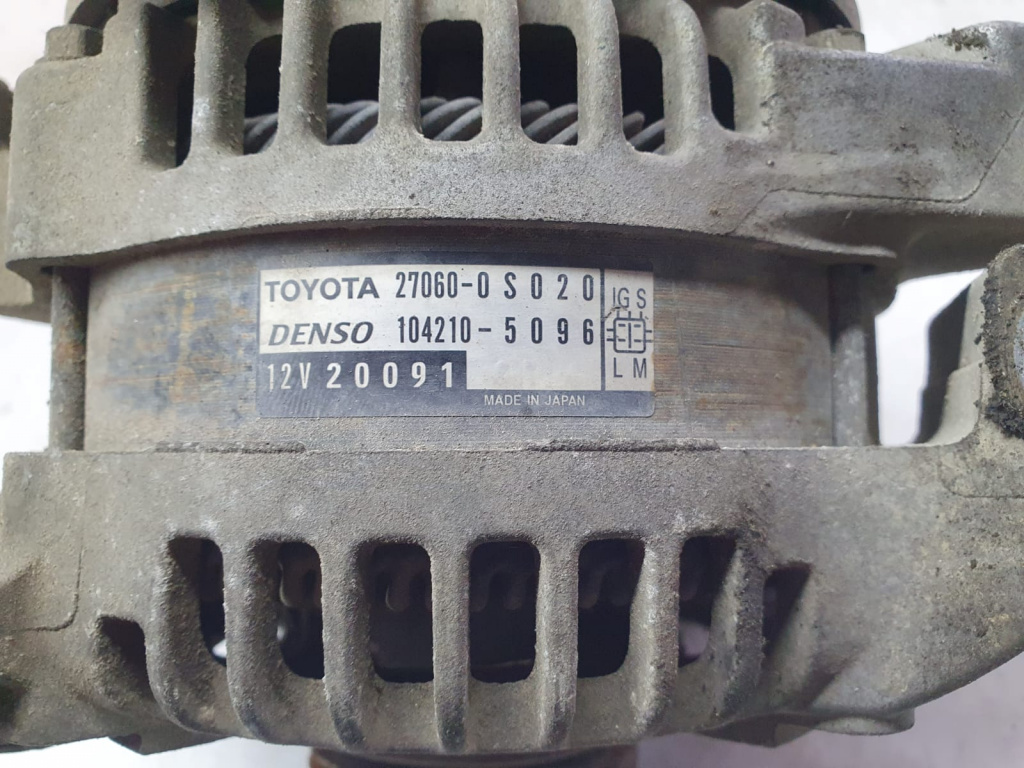 TOYOTA 27060-0S020
DENSO 104210-5096
12V 20091
MADE IN JAPAN
IG S
L M